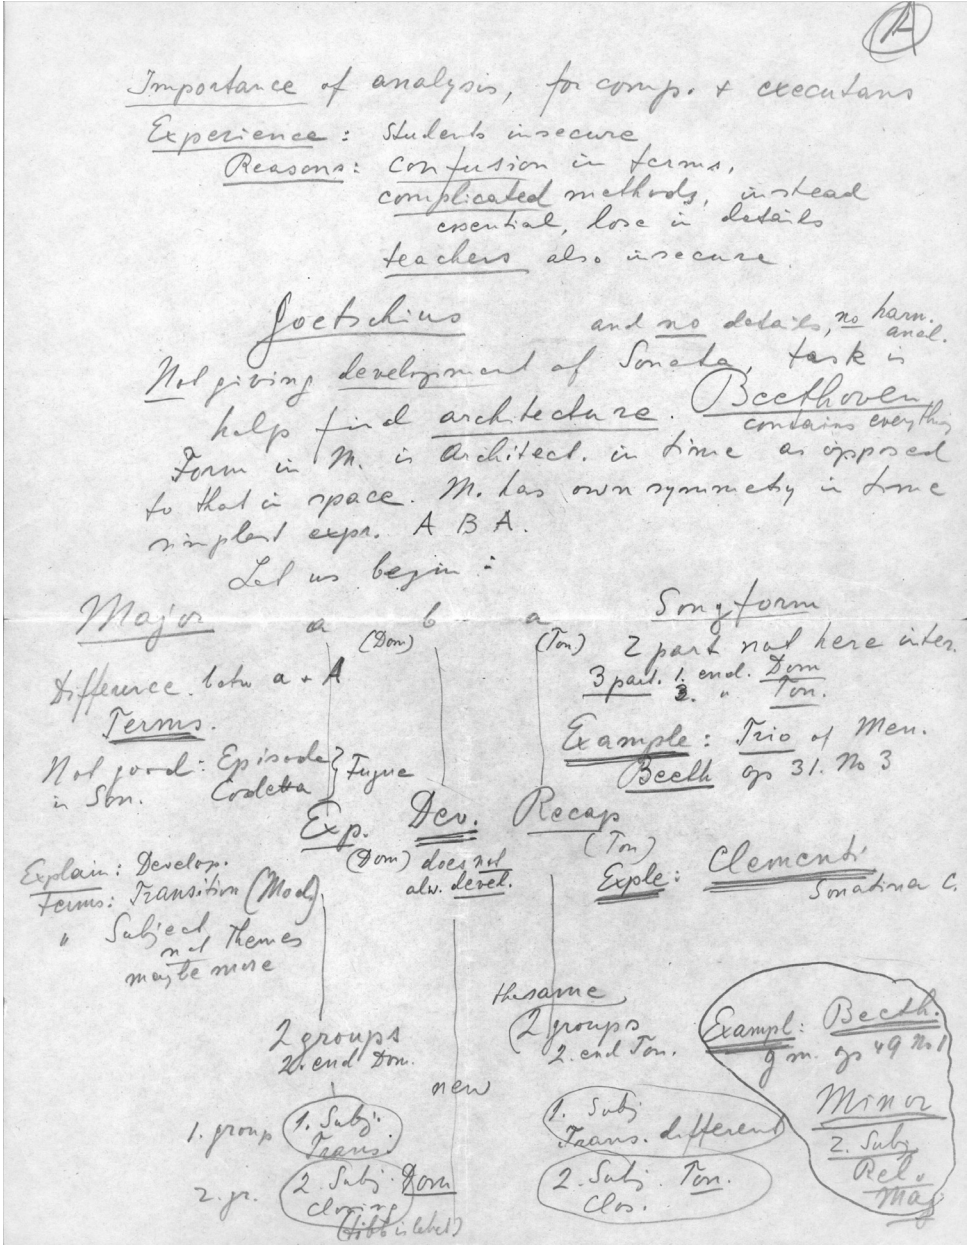 A
Importance of analysis, for comp. + executans
Experience: Students insecure
Reasons: confusion in terms,
complicated methods, instead
essential, lose in details
teachers also insecure.
Goetschius
and no details, no harm.
anal.
Not giving development of Sonata, task is
help find architecture. Beethoven
contains everything
Form in M. is architect. in time as opposed
to that in space. M. has own symmetry in time
simplest expr. A B A.
Let us begin:
Major a b a Songform
(Dom) (Ton)
2 part not here inter.
Difference betw a + A
3 part. 1. end. Dom
3. " Ton.
Terms.
Example: Trio of Men.
Beeth op 31. No 3
Not good: Episode } Fugue
in Son. Codetta
Exp. Dev. Recap
(Dom) does not
alw. devel.
(Ton)
Exple: Clementi
Sonatina C.
Explain: Develop.
Terms: Transition (Mod)
" Subject
not Themes
maybe more
the same
2 groups
2. end Dom.
2 groups
2. end Ton.
Exampl: Beeth.
g m. op 49 No 1
new
Minor
2. Subj
Rel.
Maj
1. group 1. Subj.
Trans.
1. Subj
Trans. different
2. gr. 2. Subj. Dom
closing
2. Subj. Ton.
Clos.